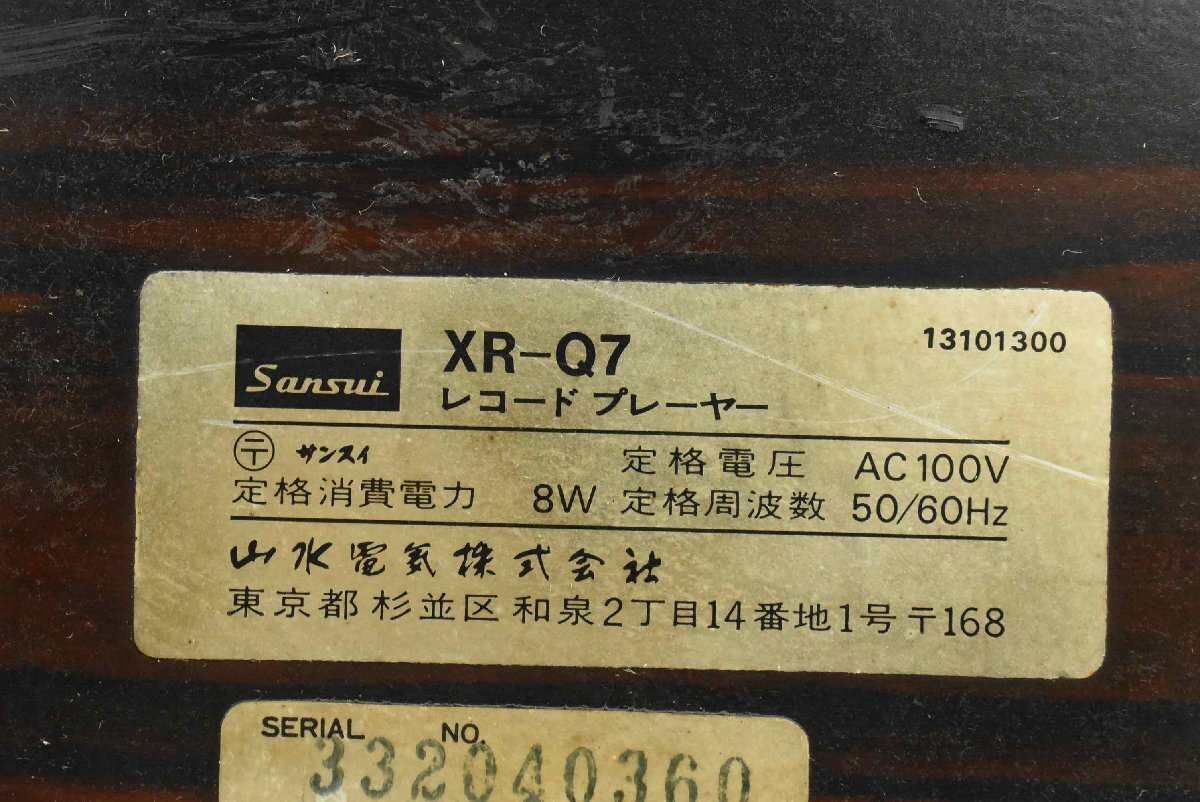 Sansui XR-Q7 13101300
レコード プレーヤー
〶 サンスイ 定格電圧 AC100V
定格消費電力 8W 定格周波数 50/60Hz
山水電気株式会社
東京都杉並区和泉2丁目14番地1号 〒168
SERIAL NO.
332040360